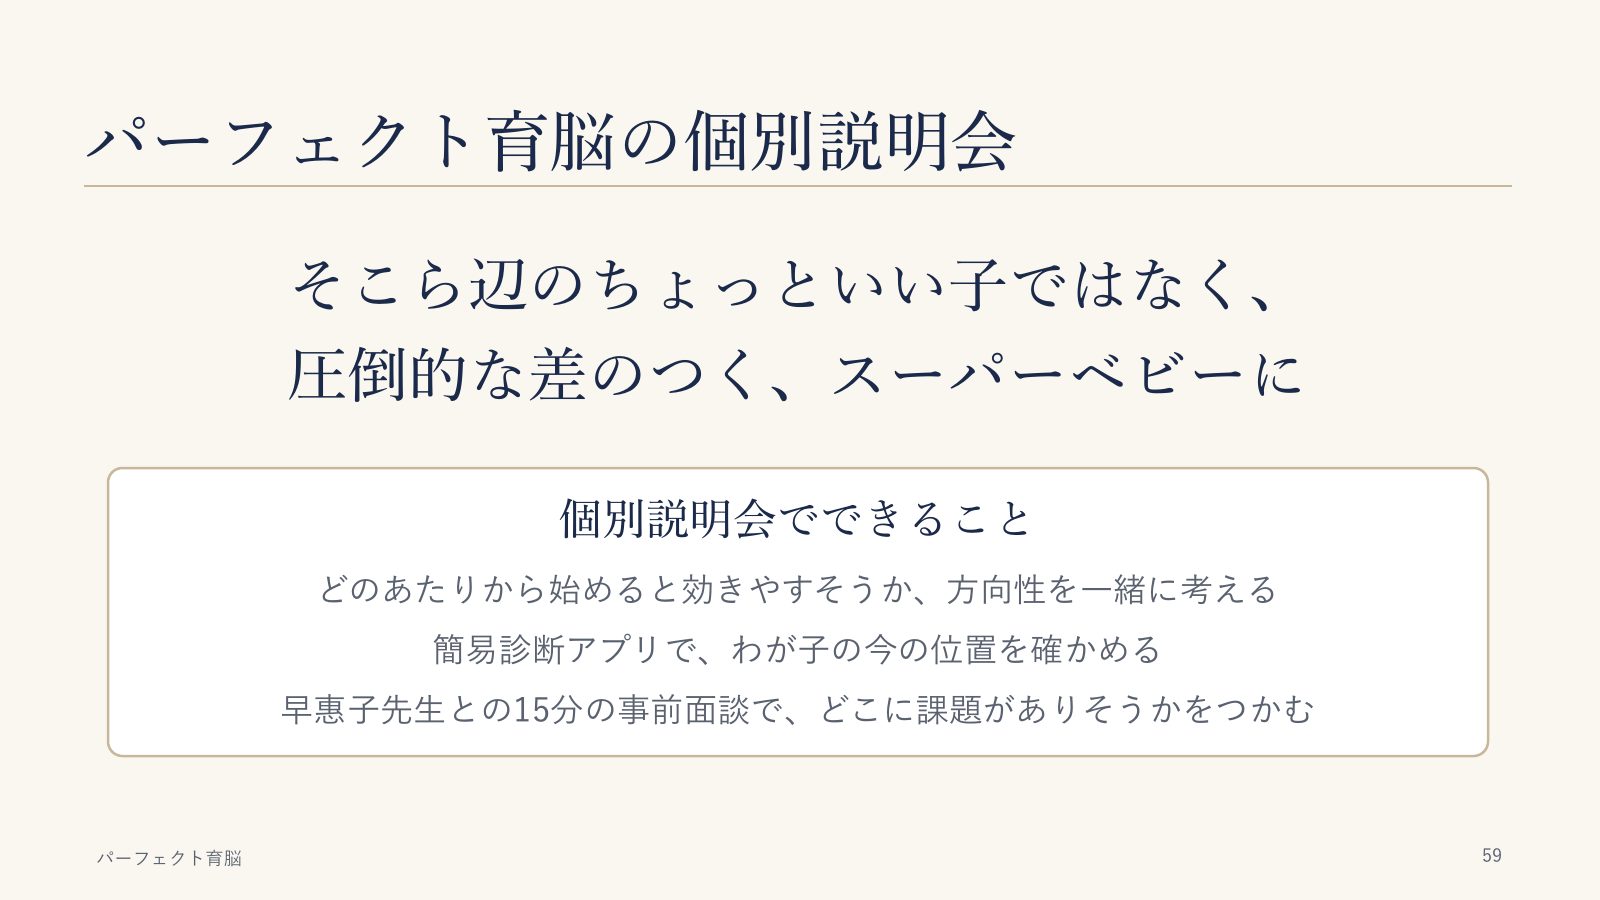 パーフェクト育脳の個別説明会
そこら辺のちょっといい子ではなく、
圧倒的な差のつく、スーパーベビーに
個別説明会でできること
どのあたりから始めると効きやすそうか、方向性を一緒に考える
簡易診断アプリで、わが子の今の位置を確かめる
早惠子先生との15分の事前面談で、どこに課題がありそうかをつかむ
パーフェクト育脳
59